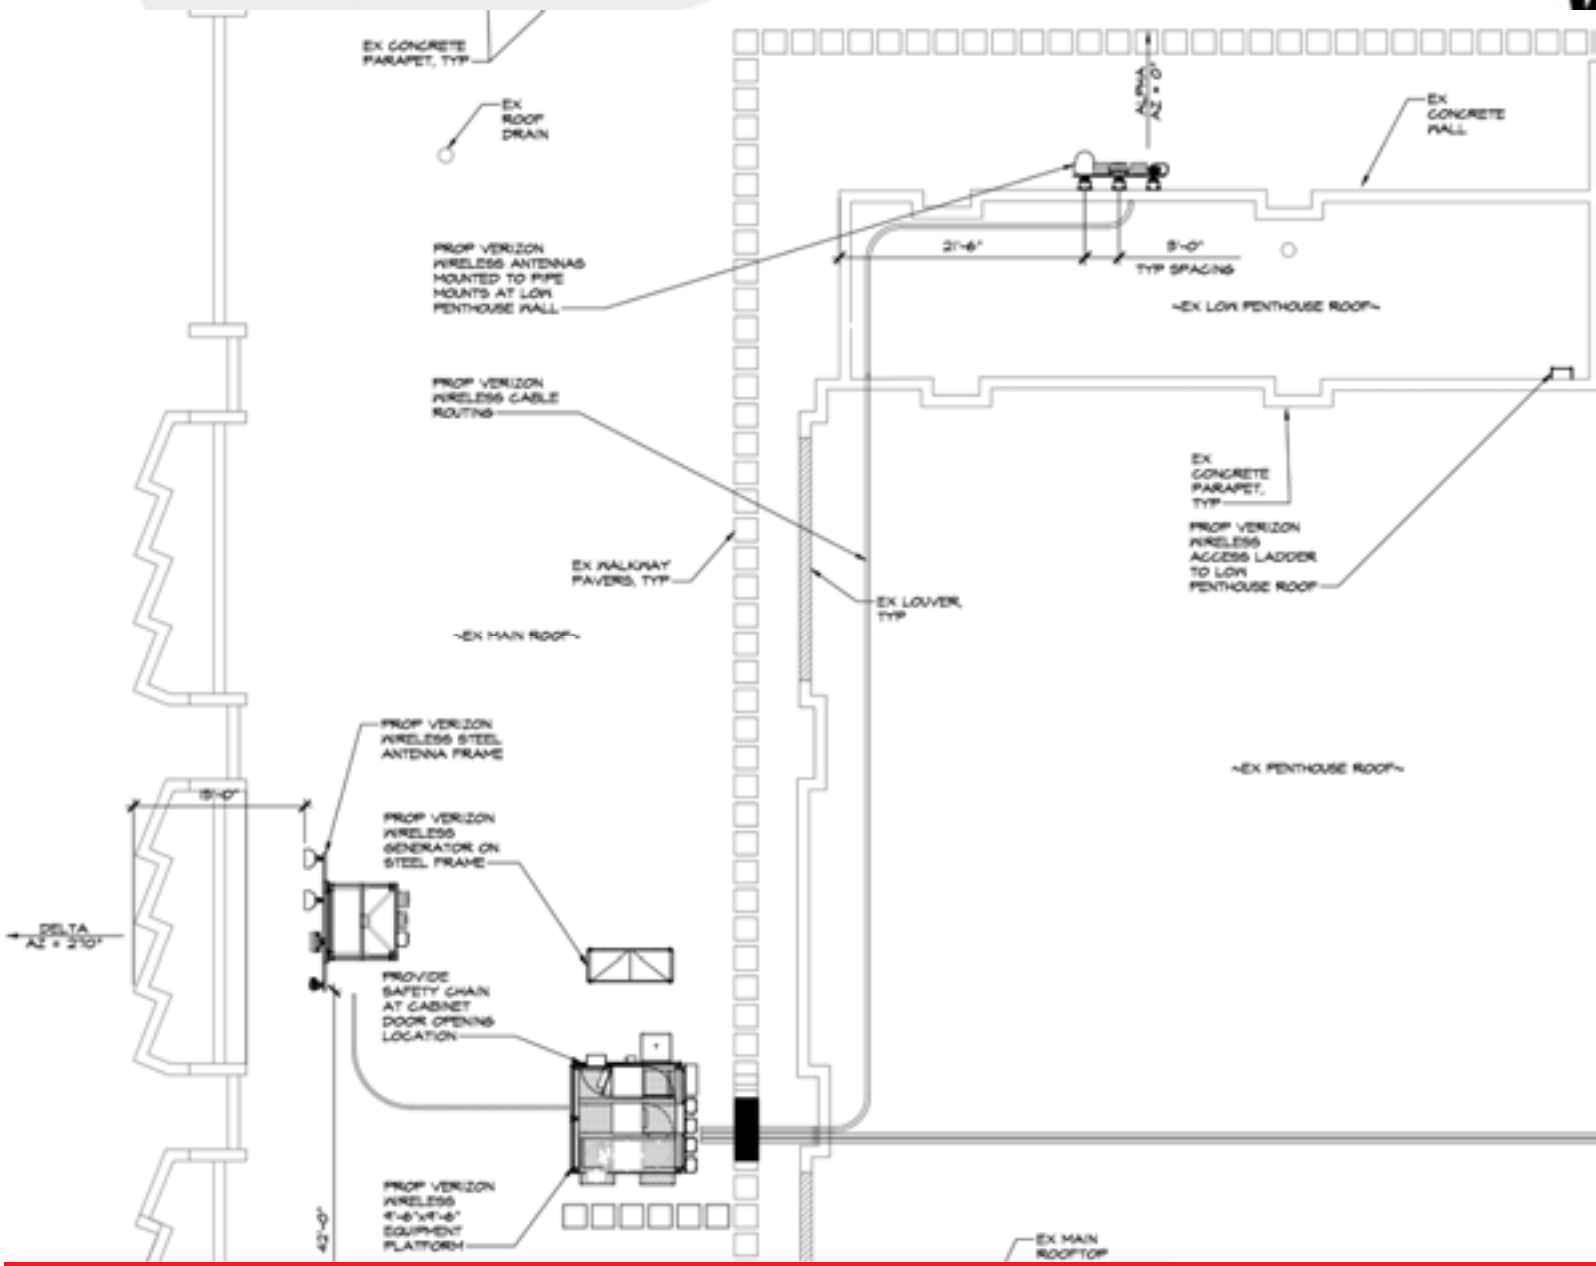 EX CONCRETE
PARAPET, TYP
EX
ROOF
DRAIN
ALPHA
AZ = 0°
EX
CONCRETE
WALL
PROP VERIZON
WIRELESS ANTENNAS
MOUNTED TO PIPE
MOUNTS AT LOW
PENTHOUSE WALL
21'-6"
3'-0"
TYP SPACING
~EX LOW PENTHOUSE ROOF~
PROP VERIZON
WIRELESS CABLE
ROUTING
EX
CONCRETE
PARAPET,
TYP
PROP VERIZON
WIRELESS
ACCESS LADDER
TO LOW
PENTHOUSE ROOF
EX WALKWAY
PAVERS, TYP
EX LOUVER,
TYP
~EX MAIN ROOF~
PROP VERIZON
WIRELESS STEEL
ANTENNA FRAME
~EX PENTHOUSE ROOF~
15'-0"
PROP VERIZON
WIRELESS
GENERATOR ON
STEEL FRAME
DELTA
AZ = 270°
PROVIDE
SAFETY CHAIN
AT CABINET
DOOR OPENING
LOCATION
T
PROP VERIZON
WIRELESS
9'-6"x9'-6"
EQUIPMENT
PLATFORM
42'-0"
EX MAIN
ROOFTOP